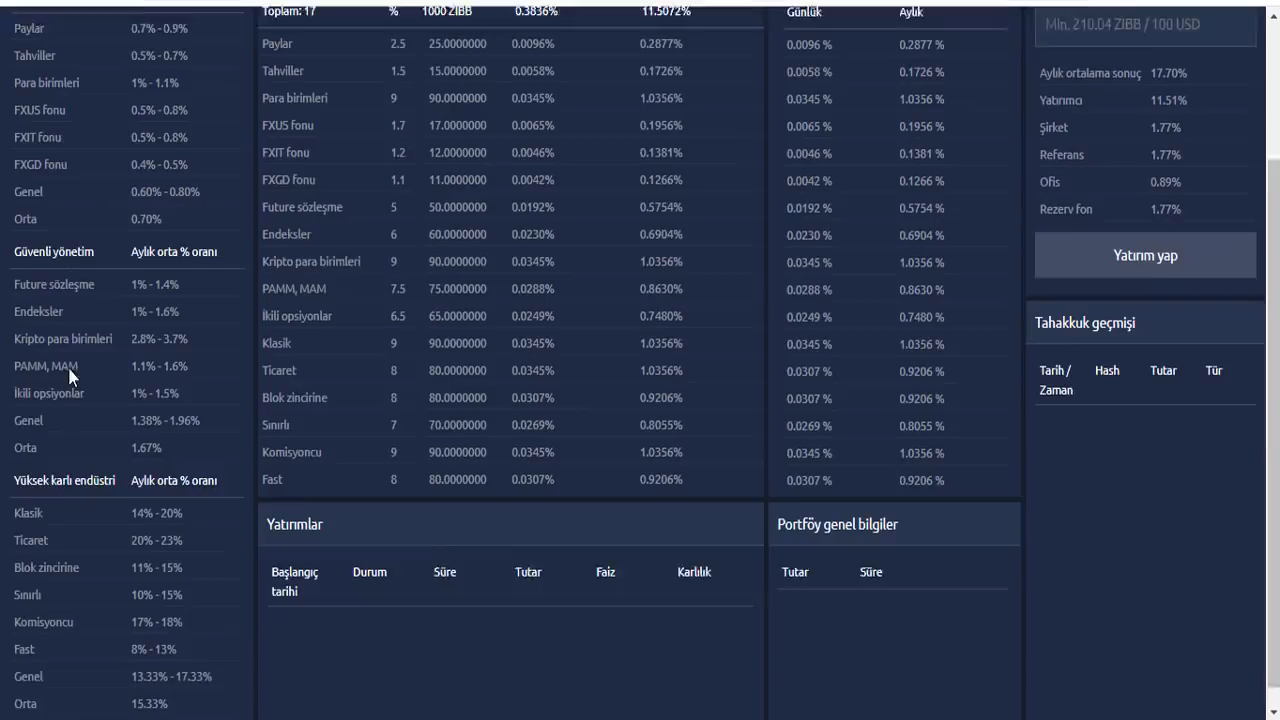 Paylar 0.7% - 0.9%
Tahviller 0.5% - 0.7%
Para birimleri 1% - 1.1%
FXUS fonu 0.5% - 0.8%
FXIT fonu 0.5% - 0.8%
FXGD fonu 0.4% - 0.5%
Genel 0.60% - 0.80%
Orta 0.70%
Güvenli yönetim Aylık orta % oranı
Future sözleşme 1% - 1.4%
Endeksler 1% - 1.6%
Kripto para birimleri 2.8% - 3.7%
PAMM, MAM 1.1% - 1.6%
İkili opsiyonlar 1% - 1.5%
Genel 1.38% - 1.96%
Orta 1.67%
Yüksek karlı endüstri Aylık orta % oranı
Klasik 14% - 20%
Ticaret 20% - 23%
Blok zincirine 11% - 15%
Sınırlı 10% - 15%
Komisyoncu 17% - 18%
Fast 8% - 13%
Genel 13.33% - 17.33%
Orta 15.33%
Toplam: 17 % 1000 ZIBB 0.3836% 11.5072%
Paylar 2.5 25.0000000 0.0096% 0.2877%
Tahviller 1.5 15.0000000 0.0058% 0.1726%
Para birimleri 9 90.0000000 0.0345% 1.0356%
FXUS fonu 1.7 17.0000000 0.0065% 0.1956%
FXIT fonu 1.2 12.0000000 0.0046% 0.1381%
FXGD fonu 1.1 11.0000000 0.0042% 0.1266%
Future sözleşme 5 50.0000000 0.0192% 0.5754%
Endeksler 6 60.0000000 0.0230% 0.6904%
Kripto para birimleri 9 90.0000000 0.0345% 1.0356%
PAMM, MAM 7.5 75.0000000 0.0288% 0.8630%
İkili opsiyonlar 6.5 65.0000000 0.0249% 0.7480%
Klasik 9 90.0000000 0.0345% 1.0356%
Ticaret 8 80.0000000 0.0345% 1.0356%
Blok zincirine 8 80.0000000 0.0307% 0.9206%
Sınırlı 7 70.0000000 0.0269% 0.8055%
Komisyoncu 9 90.0000000 0.0345% 1.0356%
Fast 8 80.0000000 0.0307% 0.9206%
Yatırımlar
Başlangıç tarihi Durum Süre Tutar Faiz Karlılık
Günlük Aylık
0.0096 % 0.2877 %
0.0058 % 0.1726 %
0.0345 % 1.0356 %
0.0065 % 0.1956 %
0.0046 % 0.1381 %
0.0042 % 0.1266 %
0.0192 % 0.5754 %
0.0230 % 0.6904 %
0.0345 % 1.0356 %
0.0288 % 0.8630 %
0.0249 % 0.7480 %
0.0345 % 1.0356 %
0.0307 % 0.9206 %
0.0307 % 0.9206 %
0.0269 % 0.8055 %
0.0345 % 1.0356 %
0.0307 % 0.9206 %
Portföy genel bilgiler
Tutar Süre
Min. 210.04 ZIBB / 100 USD
Aylık ortalama sonuç 17.70%
Yatırımcı 11.51%
Şirket 1.77%
Referans 1.77%
Ofis 0.89%
Rezerv fon 1.77%
Yatırım yap
Tahakkuk geçmişi
Tarih / Zaman Hash Tutar Tür